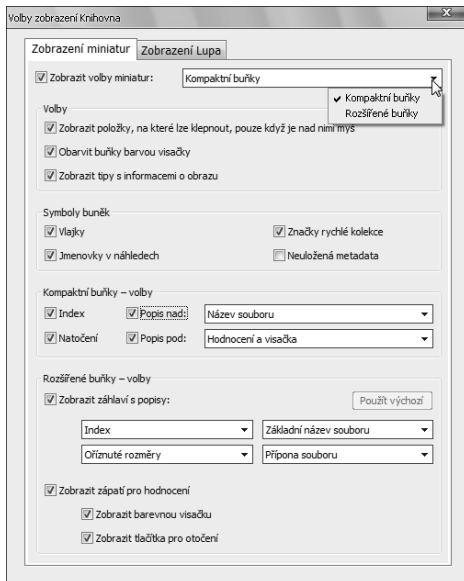 Volby zobrazení Knihovna
Zobrazení miniatur Zobrazení Lupa
Zobrazit volby miniatur: Kompaktní buňky
Kompaktní buňky
Rozšířené buňky
Volby
Zobrazit položky, na které lze klepnout, pouze když je nad nimi myš
Obarvit buňky barvou visačky
Zobrazit tipy s informacemi o obrazu
Symboly buněk
Vlajky Značky rychlé kolekce
Jmenovky v náhledech Neuložená metadata
Kompaktní buňky – volby
Index Popis nad: Název souboru
Natočení Popis pod: Hodnocení a visačka
Rozšířené buňky – volby
Zobrazit záhlaví s popisy: Použít výchozí
Index Základní název souboru
Oříznuté rozměry Přípona souboru
Zobrazit zápatí pro hodnocení
Zobrazit barevnou visačku
Zobrazit tlačítka pro otočení